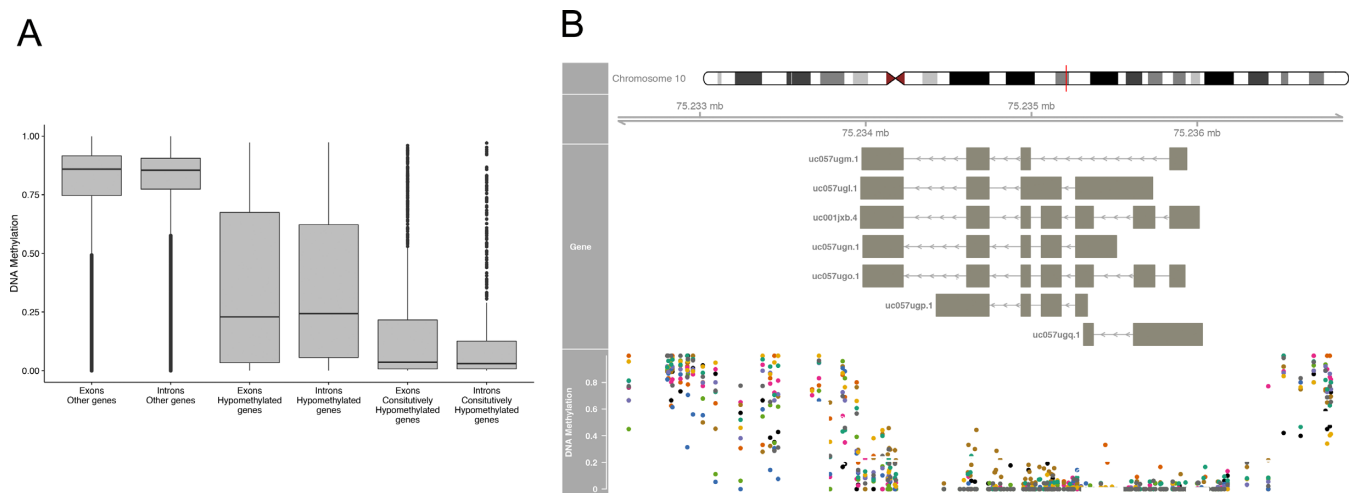 A
DNA Methylation
1.00
0.75
0.50
0.25
0.00
Exons
Other genes
Introns
Other genes
Exons
Hypomethylated
genes
Introns
Hypomethylated
genes
Exons
Consitutively
Hypomethylated
genes
Introns
Consitutively
Hypomethylated
genes
B
Chromosome 10
75.233 mb
75.235 mb
75.234 mb
75.236 mb
Gene
uc057ugm.1
uc057ugl.1
uc001jxb.4
uc057ugn.1
uc057ugo.1
uc057ugp.1
uc057ugq.1
DNA Methylation
0.8
0.6
0.4
0.2
0